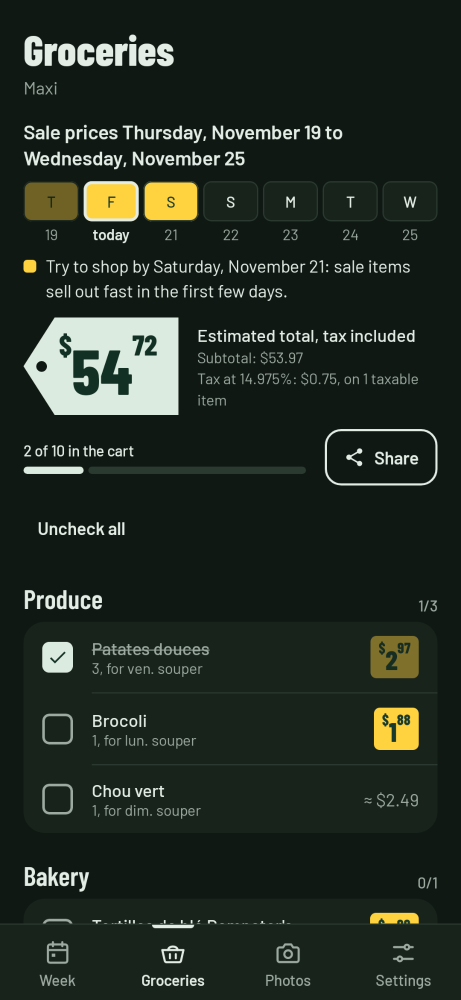 Groceries
Maxi
Sale prices Thursday, November 19 to
Wednesday, November 25
T F S S M T W
19 today 21 22 23 24 25
Try to shop by Saturday, November 21: sale items
sell out fast in the first few days.
$54 72
Estimated total, tax included
Subtotal: $53.97
Tax at 14.975%: $0.75, on 1 taxable
item
2 of 10 in the cart
Share
Uncheck all
Produce 1/3
Patates douces
3, for ven. souper
$2 97
Brocoli
1, for lun. souper
$1 88
Chou vert
1, for dim. souper
≈ $2.49
Bakery 0/1
Week Groceries Photos Settings